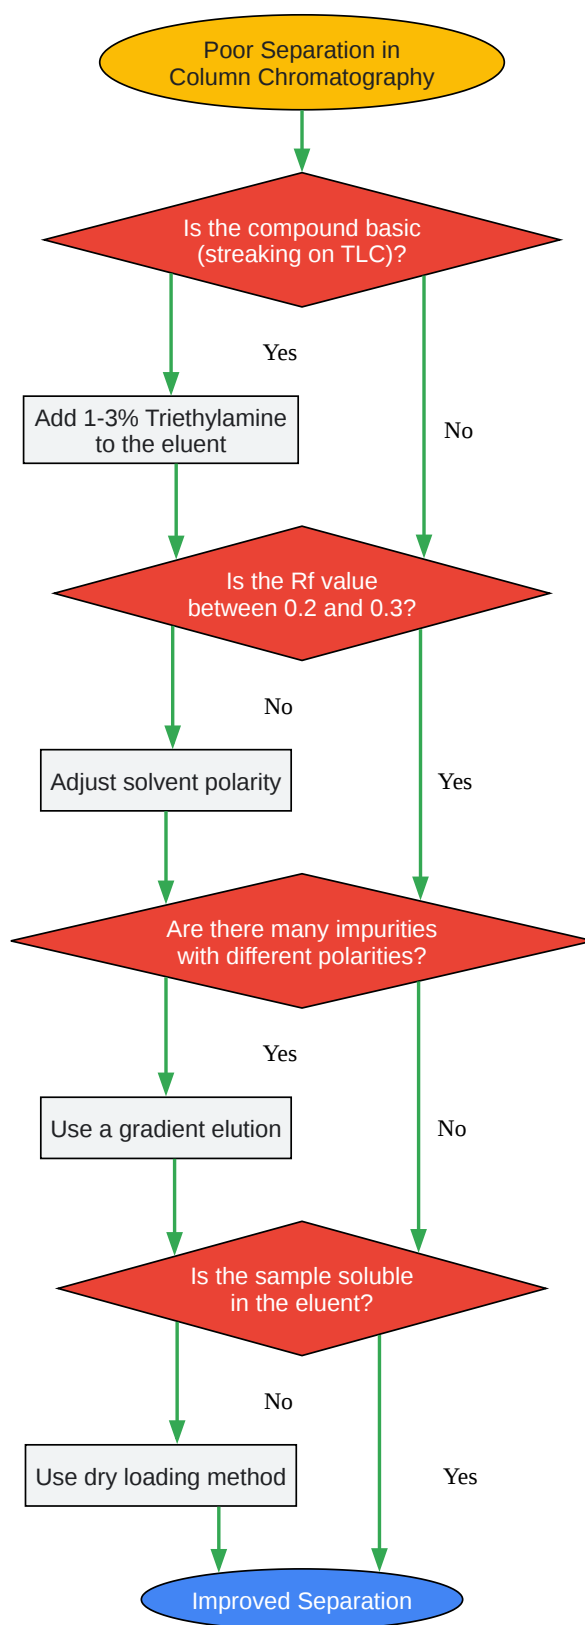 Poor Separation in
Column Chromatography
Is the compound basic
(streaking on TLC)?
Yes
Add 1-3% Triethylamine
to the eluent
No
Is the Rf value
between 0.2 and 0.3?
No
Adjust solvent polarity
Yes
Are there many impurities
with different polarities?
Yes
Use a gradient elution
No
Is the sample soluble
in the eluent?
No
Use dry loading method
Yes
Improved Separation